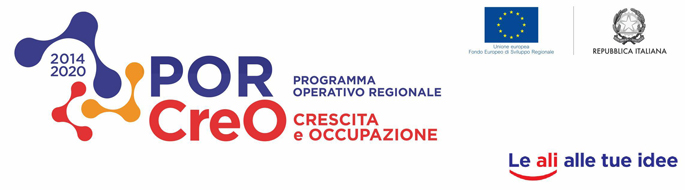 2014
2020
POR
CreO
PROGRAMMA
OPERATIVO REGIONALE
CRESCITA
e OCCUPAZIONE
Unione europea
Fondo Europeo di Sviluppo Regionale
REPUBBLICA ITALIANA
Le ali alle tue idee